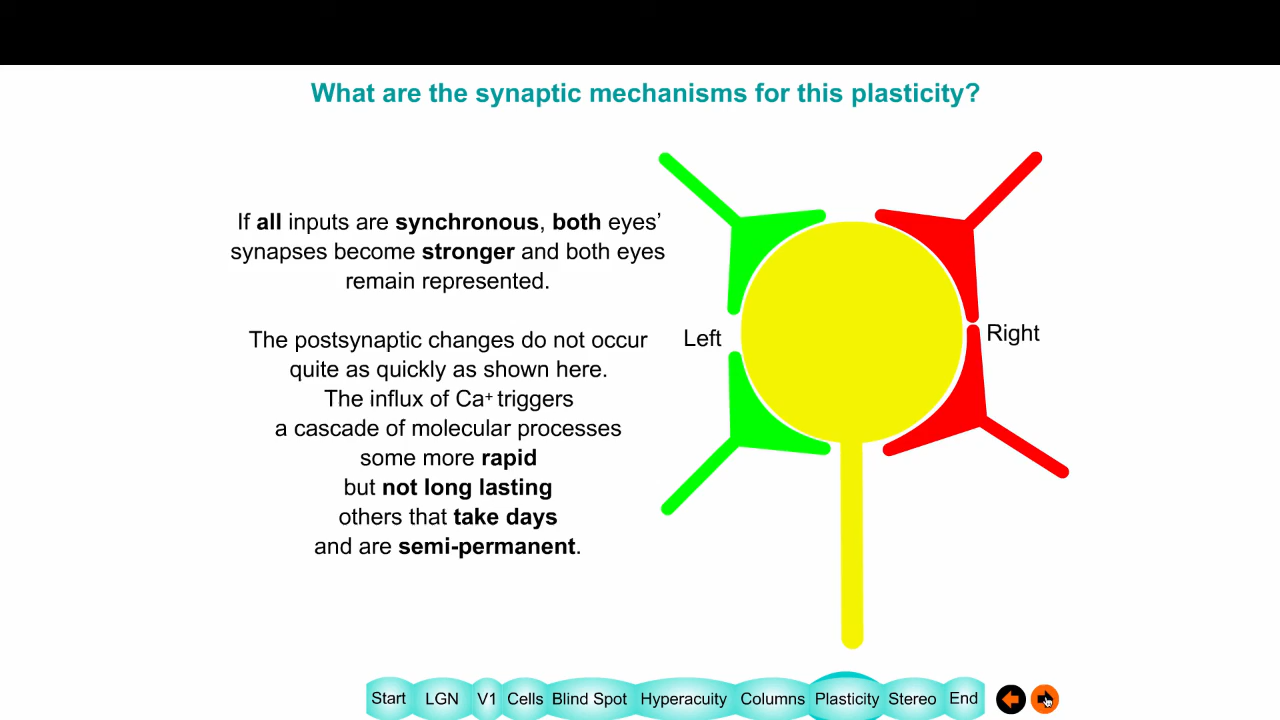 What are the synaptic mechanisms for this plasticity?
If all inputs are synchronous, both eyes’
synapses become stronger and both eyes
remain represented.
The postsynaptic changes do not occur
quite as quickly as shown here.
The influx of Ca⁺ triggers
a cascade of molecular processes
some more rapid
but not long lasting
others that take days
and are semi-permanent.
Left
Right
Start LGN V1 Cells Blind Spot Hyperacuity Columns Plasticity Stereo End